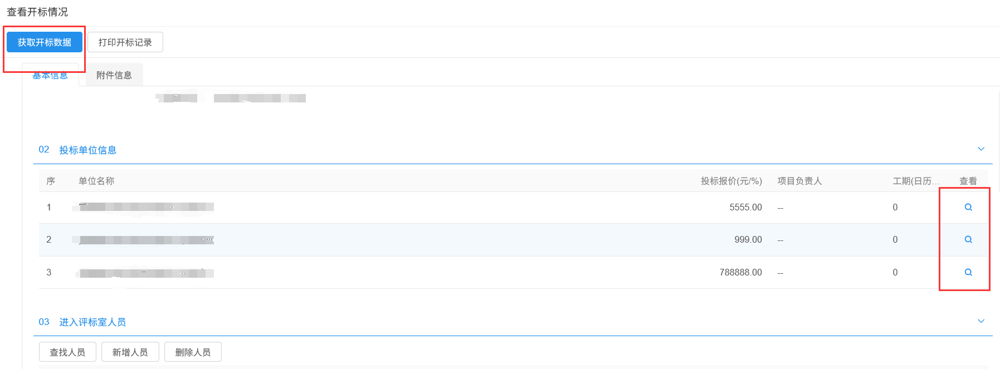 查看开标情况
获取开标数据 打印开标记录
基本信息 附件信息
02 投标单位信息
序 单位名称 投标报价(元/%) 项目负责人 工期(日历... 查看
1 5555.00 -- 0
2 999.00 -- 0
3 788888.00 -- 0
03 进入评标室人员
查找人员 新增人员 删除人员